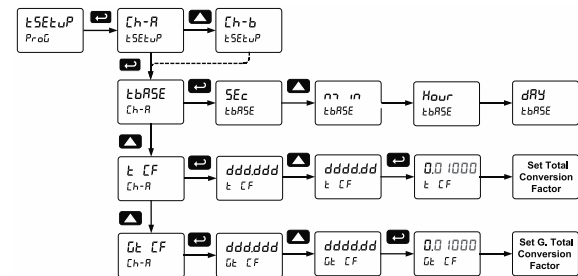 tSEtuP
ProG
Ch-A
tSEtuP
Ch-b
tSEtuP
tbASE
Ch-A
SEc
tbASE
min
tbASE
Hour
tbASE
dAY
tbASE
t CF
Ch-A
ddd.ddd
t CF
dddd.dd
t CF
0.01000
t CF
Set Total
Conversion
Factor
Gt CF
Ch-A
ddd.ddd
Gt CF
dddd.dd
Gt CF
0.01000
Gt CF
Set G. Total
Conversion
Factor